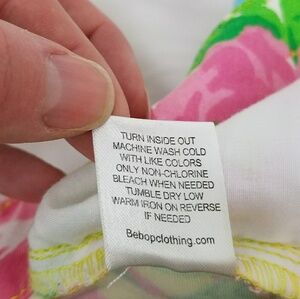 TURN INSIDE OUT
MACHINE WASH COLD
WITH LIKE COLORS
ONLY NON-CHLORINE
BLEACH WHEN NEEDED
TUMBLE DRY LOW
WARM IRON ON REVERSE
IF NEEDED
Bebopclothing.com